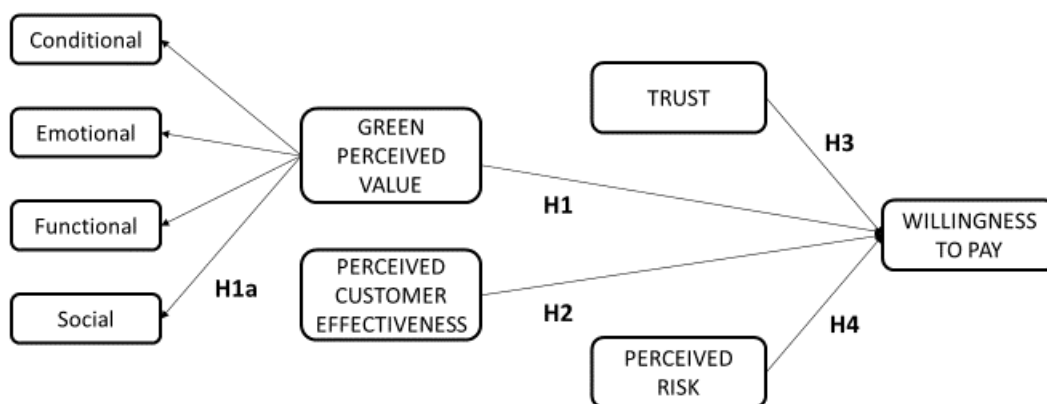 Conditional
Emotional
Functional
Social
H1a
GREEN
PERCEIVED
VALUE
PERCEIVED
CUSTOMER
EFFECTIVENESS
H1
H2
TRUST
H3
PERCEIVED
RISK
H4
WILLINGNESS
TO PAY